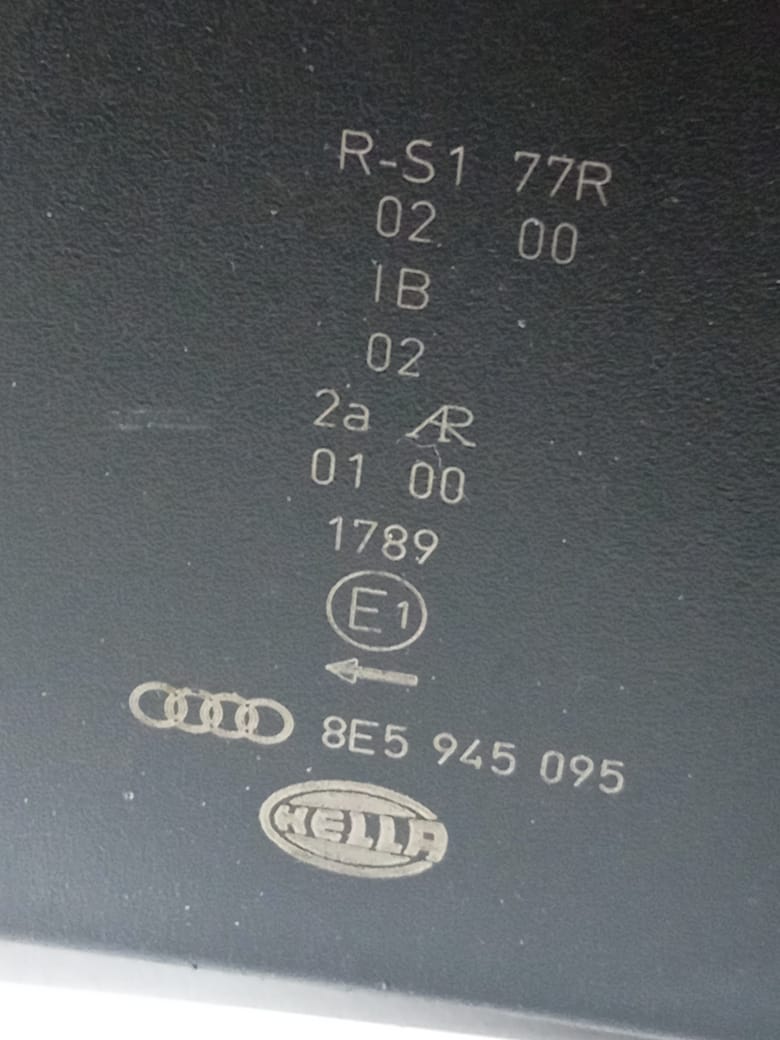 R-S1 77R
02 00
IB
02
2a AR
01 00
1789
E1
8E5 945 095
HELLA